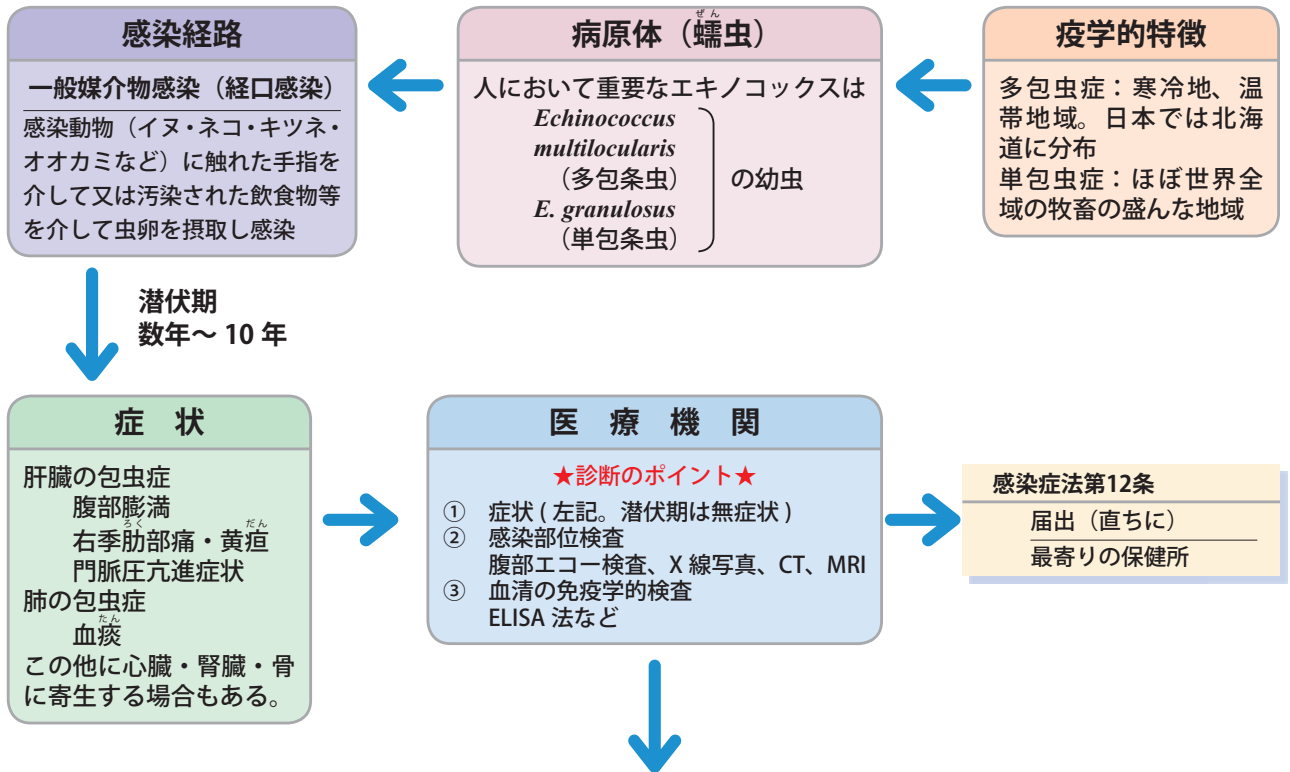 感染経路
一般媒介物感染（経口感染）
感染動物（イヌ・ネコ・キツネ・
オオカミなど）に触れた手指を
介して又は汚染された飲食物等
を介して虫卵を摂取し感染
ぜん
病原体（蠕虫）
人において重要なエキノコックスは
Echinococcus
multilocularis
（多包条虫）
の幼虫
E. granulosus
（単包条虫）
疫学的特徴
多包虫症：寒冷地、温
帯地域。日本では北海
道に分布
単包虫症：ほぼ世界全
域の牧畜の盛んな地域
潜伏期
数年〜 10 年
症　状
肝臓の包虫症
腹部膨満
ろく だん
右季肋部痛・黄疸
門脈圧亢進症状
肺の包虫症
たん
血痰
この他に心臓・腎臓・骨
に寄生する場合もある。
医　療　機　関
★診断のポイント★
①　症状 ( 左記。潜伏期は無症状 )
②　感染部位検査
腹部エコー検査、X 線写真、CT、MRI
③　血清の免疫学的検査
ELISA 法など
感染症法第12条
届出（直ちに）
最寄りの保健所